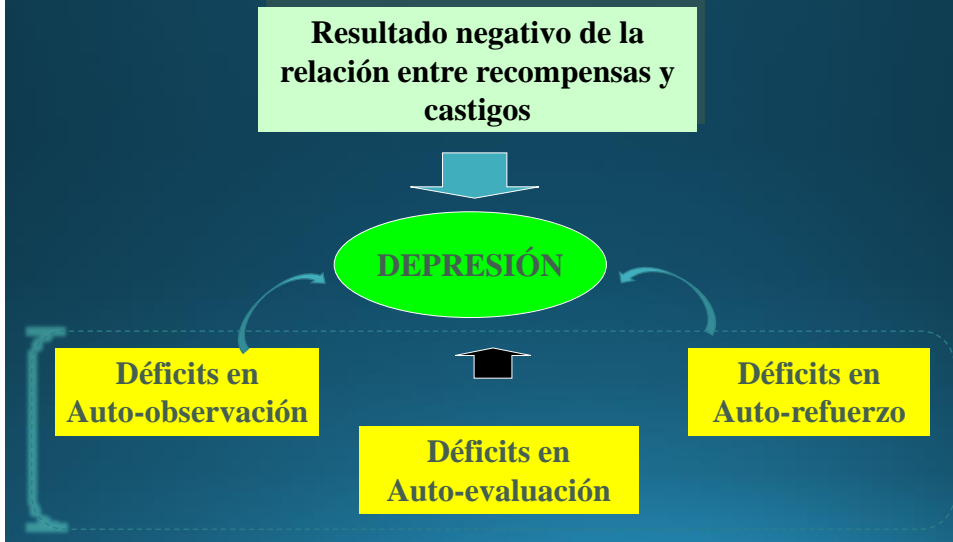 Resultado negativo de la
relación entre recompensas y
castigos
DEPRESIÓN
Déficits en
Auto-observación
Déficits en
Auto-evaluación
Déficits en
Auto-refuerzo